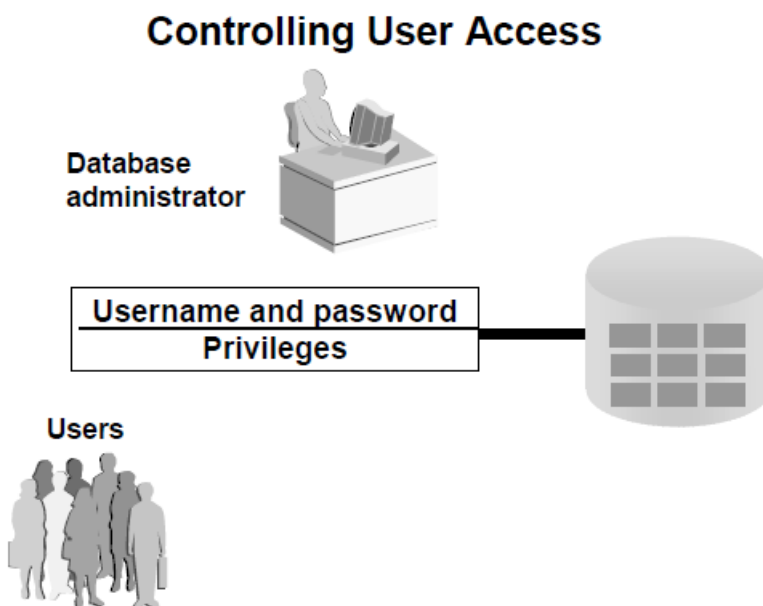 Controlling User Access
Database
administrator
Username and password
Privileges
Users